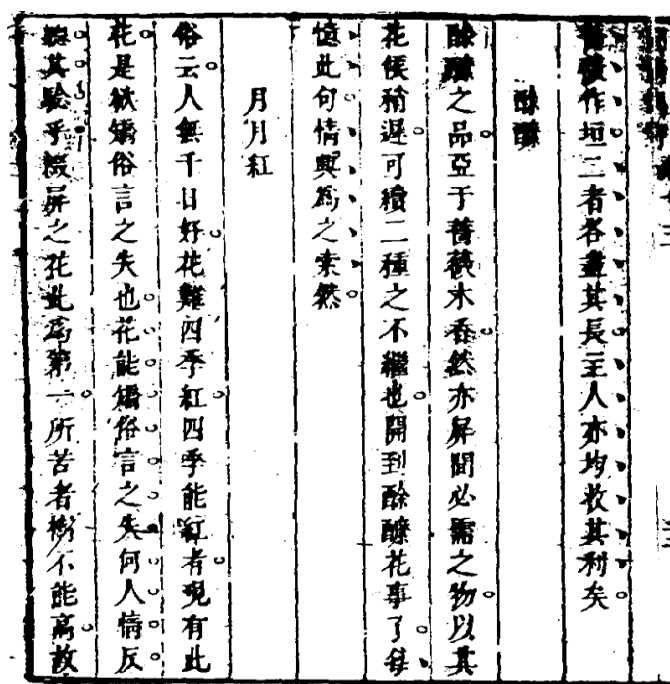 薔薇作垣二者各盡其長主人亦均收其利矣
酴醾
酴醾之品亞于薔薇木香然亦屏間必需之物以其
花候稍遲可續二種之不繼也開到酴醾花事了每
憶此句情興為之索然
月月紅
俗云人無千日好花難四季紅四季能紅者現有此
花是欲矯俗言之失也花能矯俗言之失何人情反
聽其驗乎綴屏之花此為第一所苦者樹不能高故